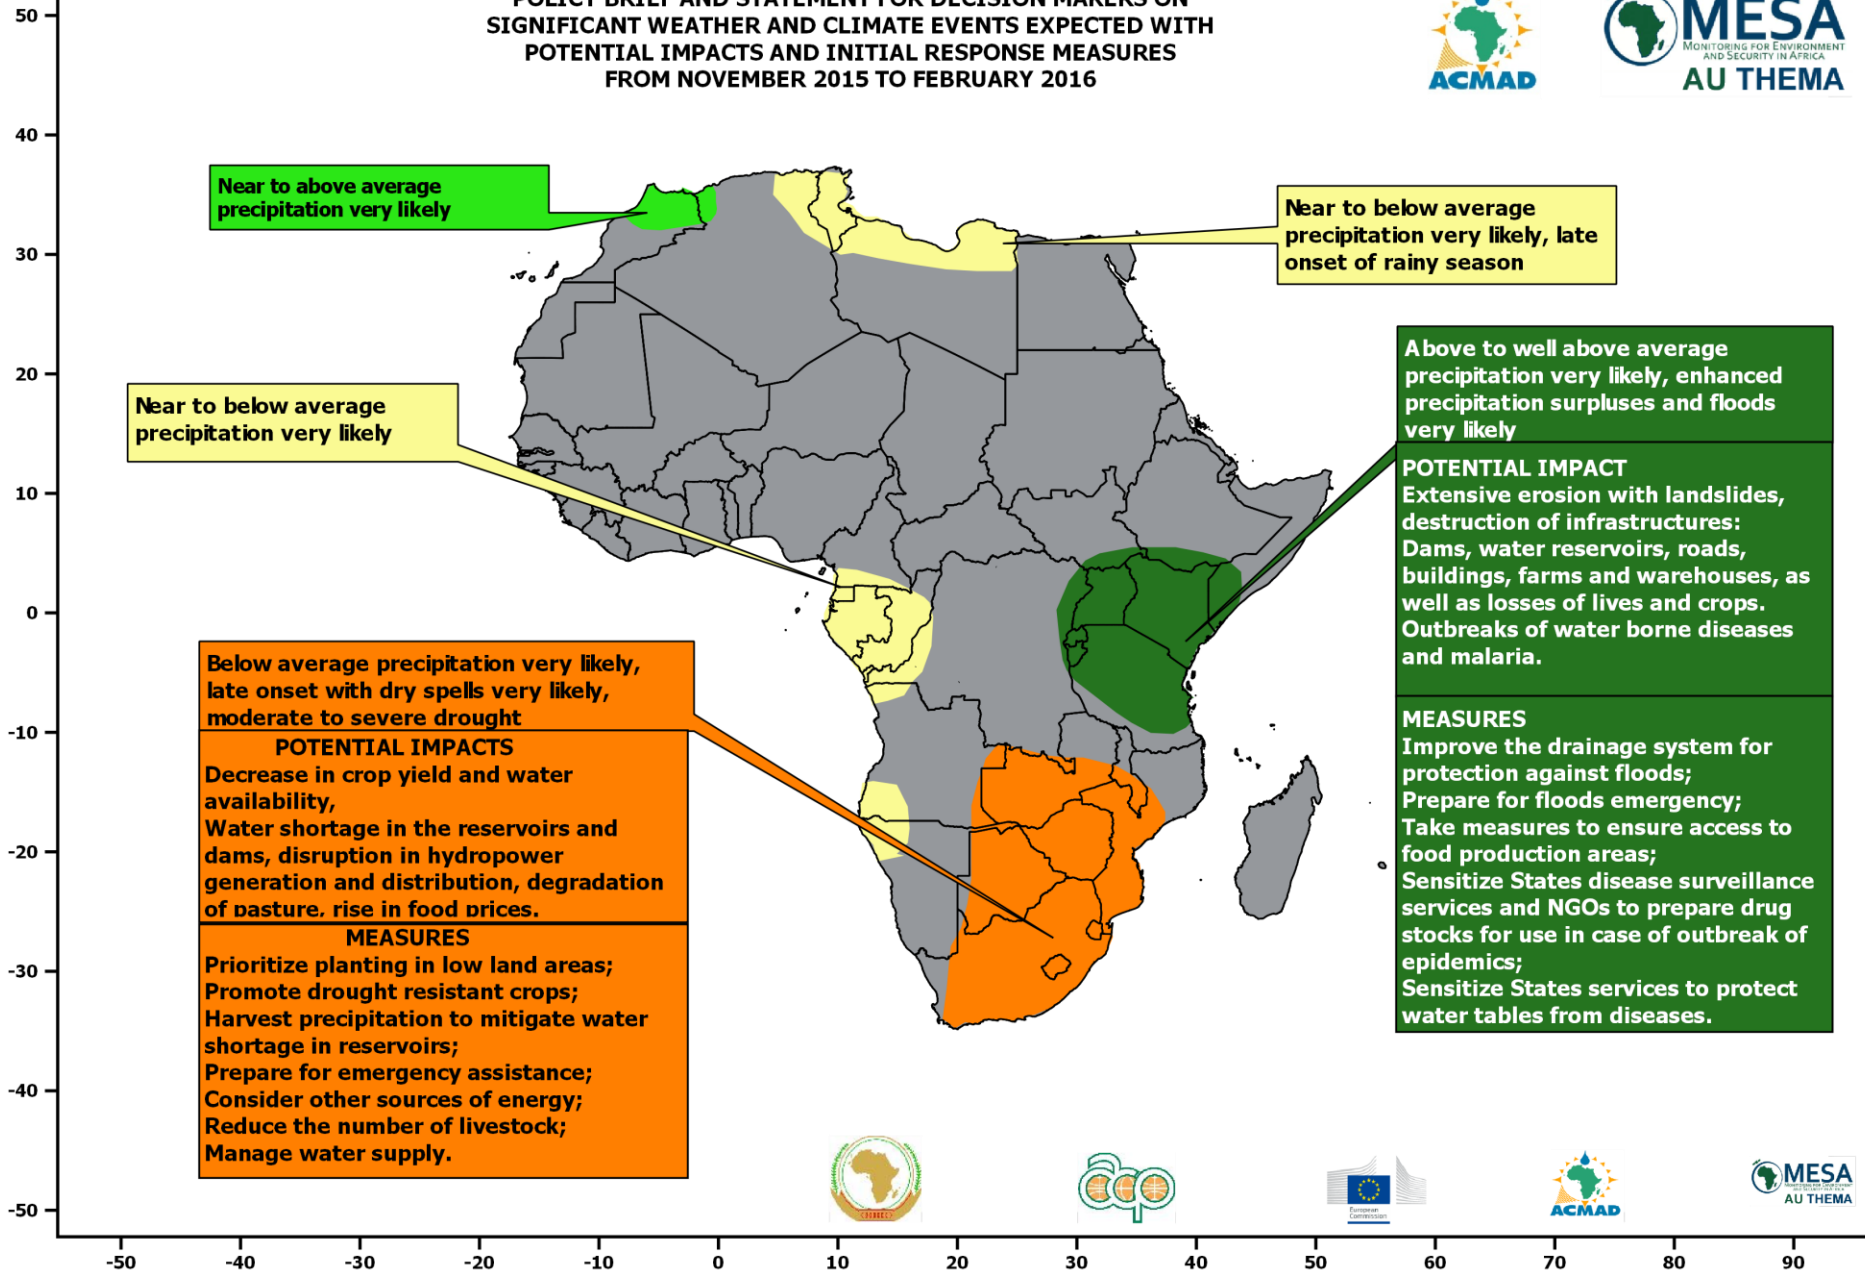 POLICY BRIEF AND STATEMENT FOR DECISION MAKERS ON
SIGNIFICANT WEATHER AND CLIMATE EVENTS EXPECTED WITH
POTENTIAL IMPACTS AND INITIAL RESPONSE MEASURES
FROM NOVEMBER 2015 TO FEBRUARY 2016
ACMAD
MESA
MONITORING FOR ENVIRONMENT
AND SECURITY IN AFRICA
AU THEMA
50
40
30
20
10
0
-10
-20
-30
-40
-50
Near to above average
precipitation very likely
Near to below average
precipitation very likely, late
onset of rainy season
Near to below average
precipitation very likely
Above to well above average
precipitation very likely, enhanced
precipitation surpluses and floods
very likely
POTENTIAL IMPACT
Extensive erosion with landslides,
destruction of infrastructures:
Dams, water reservoirs, roads,
buildings, farms and warehouses, as
well as losses of lives and crops.
Outbreaks of water borne diseases
and malaria.
MEASURES
Improve the drainage system for
protection against floods;
Prepare for floods emergency;
Take measures to ensure access to
food production areas;
Sensitize States disease surveillance
services and NGOs to prepare drug
stocks for use in case of outbreak of
epidemics;
Sensitize States services to protect
water tables from diseases.
Below average precipitation very likely,
late onset with dry spells very likely,
moderate to severe drought
POTENTIAL IMPACTS
Decrease in crop yield and water
availability,
Water shortage in the reservoirs and
dams, disruption in hydropower
generation and distribution, degradation
of pasture, rise in food prices.
MEASURES
Prioritize planting in low land areas;
Promote drought resistant crops;
Harvest precipitation to mitigate water
shortage in reservoirs;
Prepare for emergency assistance;
Consider other sources of energy;
Reduce the number of livestock;
Manage water supply.
acp
European
Commission
ACMAD
MESA
AU THEMA
-50 -40 -30 -20 -10 0 10 20 30 40 50 60 70 80 90